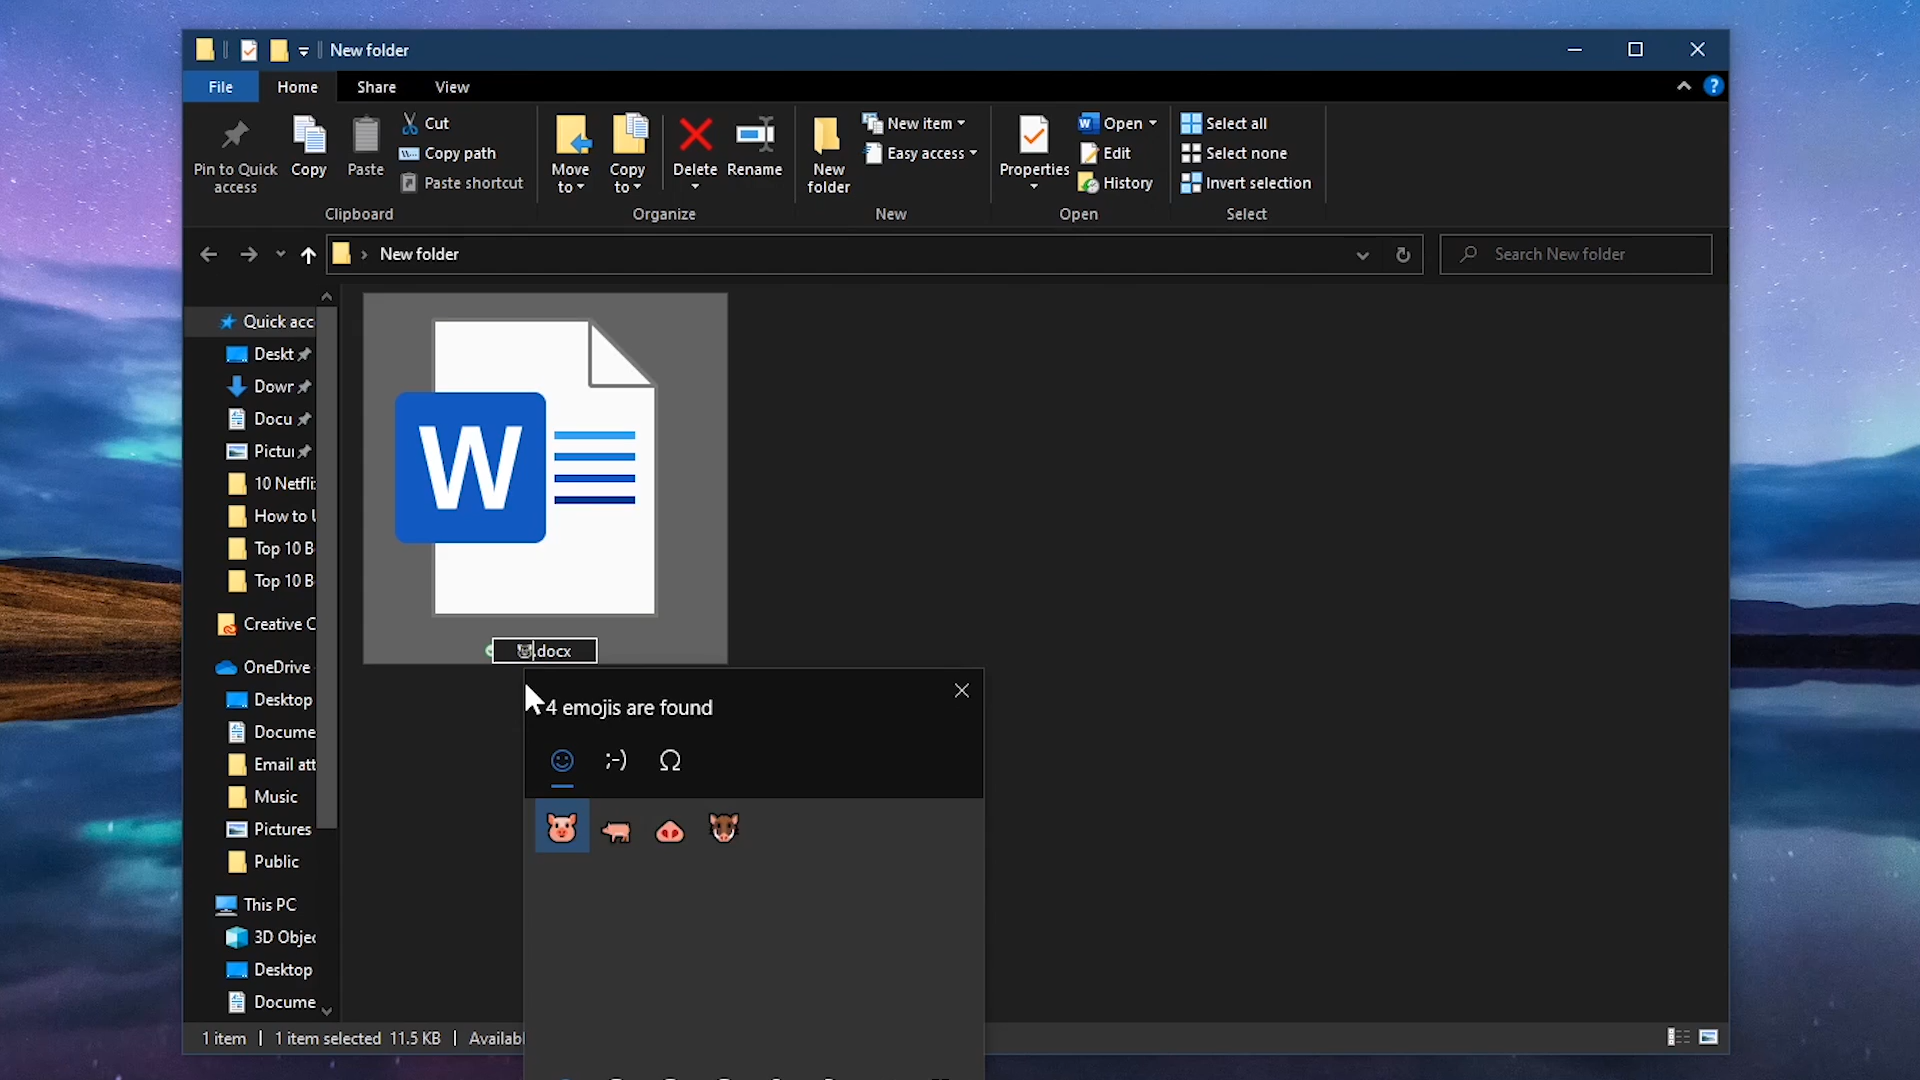 New folder
File Home Share View
Pin to Quick access
Copy
Paste
Cut
Copy path
Paste shortcut
Clipboard
Move to
Copy to
Delete
Rename
Organize
New folder
New item
Easy access
New
Properties
Open
Edit
History
Open
Select all
Select none
Invert selection
Select
New folder
Search New folder
Quick acc
Deskt
Dowr
Docu
Pictu
10 Netfli
How to U
Top 10 B
Top 10 B
Creative C
OneDrive
Desktop
Docume
Email att
Music
Pictures
Public
This PC
3D Objec
Desktop
Docume
W
🐷.docx
4 emojis are found
;-) Ω
1 item 1 item selected 11.5 KB Availabl